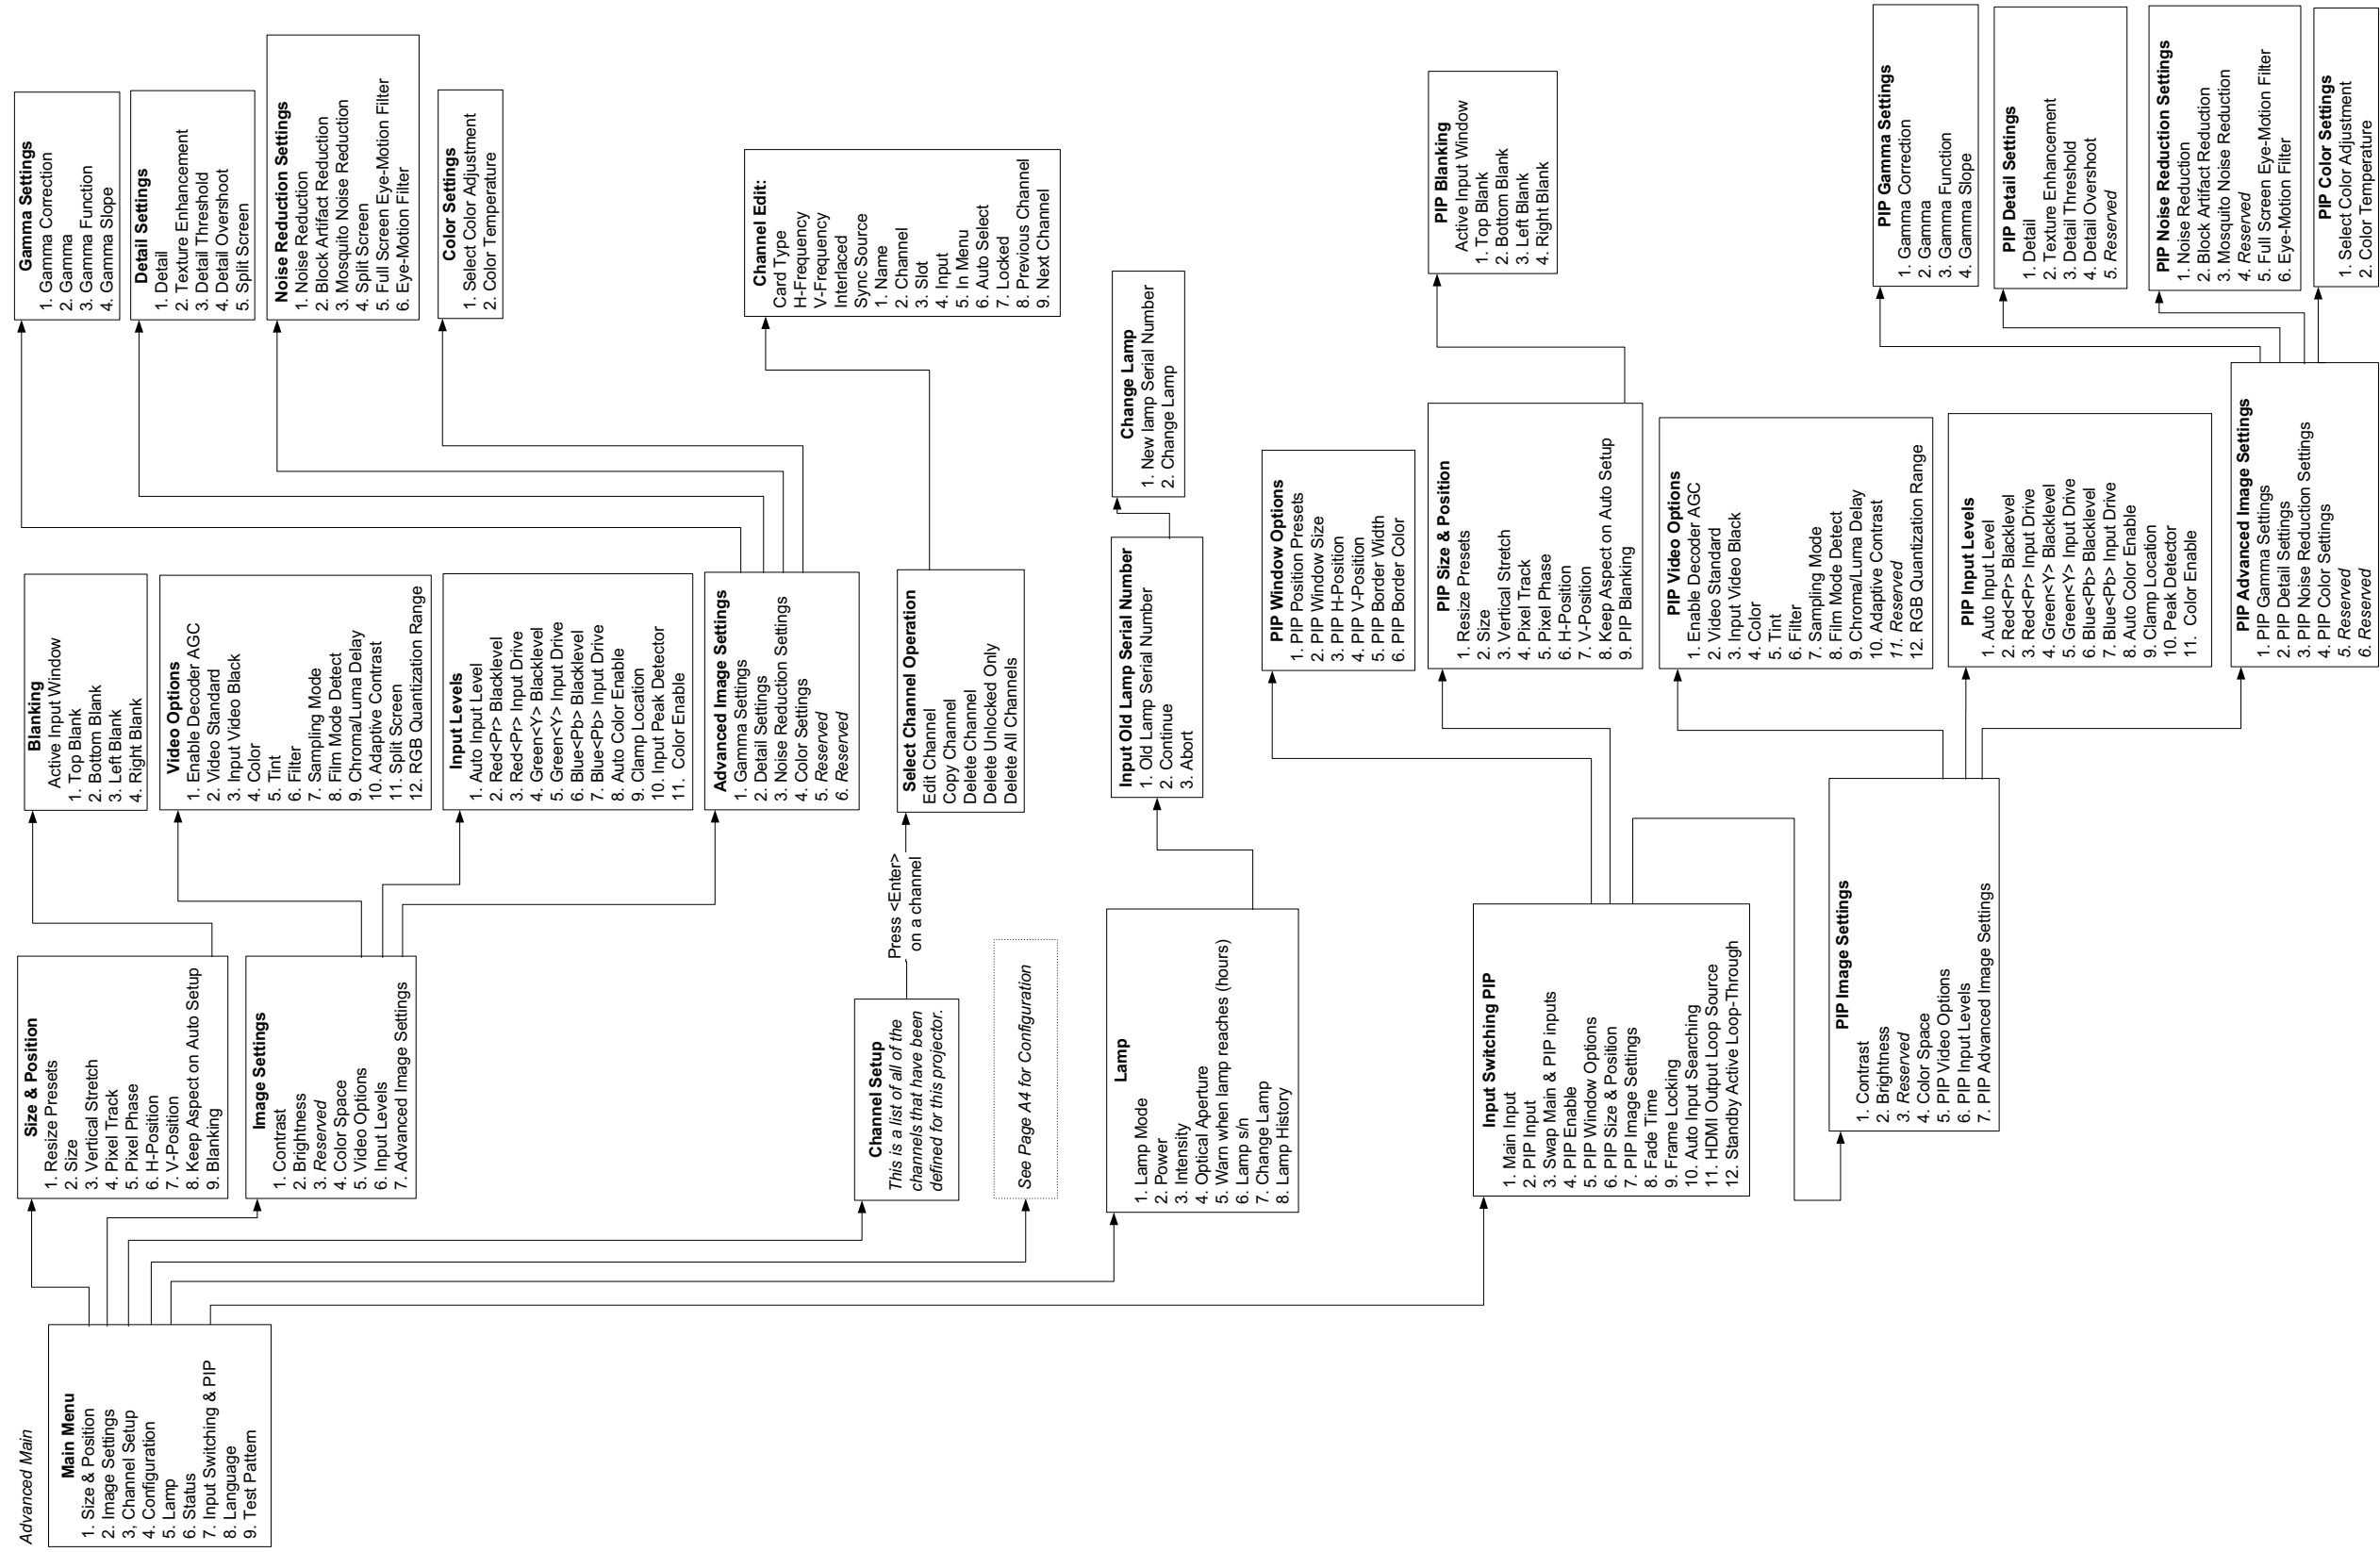 Advanced Main
Main Menu
1. Size & Position
2. Image Settings
3, Channel Setup
4. Configuration
5. Lamp
6. Status
7. Input Switching & PIP
8. Language
9. Test Pattern
Size & Position
1. Resize Presets
2. Size
3. Vertical Stretch
4. Pixel Track
5. Pixel Phase
6. H-Position
7. V-Position
8. Keep Aspect on Auto Setup
9. Blanking
Blanking
Active Input Window
1. Top Blank
2. Bottom Blank
3. Left Blank
4. Right Blank
Image Settings
1. Contrast
2. Brightness
3. Reserved
4. Color Space
5. Video Options
6. Input Levels
7. Advanced Image Settings
Video Options
1. Enable Decoder AGC
2. Video Standard
3. Input Video Black
4. Color
5. Tint
6. Filter
7. Sampling Mode
8. Film Mode Detect
9. Chroma/Luma Delay
10. Adaptive Contrast
11. Split Screen
12. RGB Quantization Range
Input Levels
1. Auto Input Level
2. Red<Pr> Blacklevel
3. Red<Pr> Input Drive
4. Green<Y> Blacklevel
5. Green<Y> Input Drive
6. Blue<Pb> Blacklevel
7. Blue<Pb> Input Drive
8. Auto Color Enable
9. Clamp Location
10. Input Peak Detector
11. Color Enable
Advanced Image Settings
1. Gamma Settings
2. Detail Settings
3. Noise Reduction Settings
4. Color Settings
5. Reserved
6. Reserved
Gamma Settings
1. Gamma Correction
2. Gamma
3. Gamma Function
4. Gamma Slope
Detail Settings
1. Detail
2. Texture Enhancement
3. Detail Threshold
4. Detail Overshoot
5. Split Screen
Noise Reduction Settings
1. Noise Reduction
2. Block Artifact Reduction
3. Mosquito Noise Reduction
4. Split Screen
5. Full Screen Eye-Motion Filter
6. Eye-Motion Filter
Color Settings
1. Select Color Adjustment
2. Color Temperature
Channel Setup
This is a list of all of the
channels that have been
defined for this projector.
Press <Enter>
on a channel
Select Channel Operation
Edit Channel
Copy Channel
Delete Channel
Delete Unlocked Only
Delete All Channels
Channel Edit:
Card Type
H-Frequency
V-Frequency
Interlaced
Sync Source
1. Name
2. Channel
3. Slot
4. Input
5. In Menu
6. Auto Select
7. Locked
8. Previous Channel
9. Next Channel
See Page A4 for Configuration
Lamp
1. Lamp Mode
2. Power
3. Intensity
4. Optical Aperture
5. Warn when lamp reaches (hours)
6. Lamp s/n
7. Change Lamp
8. Lamp History
Input Old Lamp Serial Number
1. Old Lamp Serial Number
2. Continue
3. Abort
Change Lamp
1. New lamp Serial Number
2. Change Lamp
Input Switching PIP
1. Main Input
2. PIP Input
3. Swap Main & PIP inputs
4. PIP Enable
5. PIP Window Options
6. PIP Size & Position
7. PIP Image Settings
8. Fade Time
9. Frame Locking
10. Auto Input Searching
11. HDMI Output Loop Source
12. Standby Active Loop-Through
PIP Window Options
1. PIP Position Presets
2. PIP Window Size
3. PIP H-Position
4. PIP V-Position
5. PIP Border Width
6. PIP Border Color
PIP Size & Position
1. Resize Presets
2. Size
3. Vertical Stretch
4. Pixel Track
5. Pixel Phase
6. H-Position
7. V-Position
8. Keep Aspect on Auto Setup
9. PIP Blanking
PIP Blanking
Active Input Window
1. Top Blank
2. Bottom Blank
3. Left Blank
4. Right Blank
PIP Image Settings
1. Contrast
2. Brightness
3. Reserved
4. Color Space
5. PIP Video Options
6. PIP Input Levels
7. PIP Advanced Image Settings
PIP Video Options
1. Enable Decoder AGC
2. Video Standard
3. Input Video Black
4. Color
5. Tint
6. Filter
7. Sampling Mode
8. Film Mode Detect
9. Chroma/Luma Delay
10. Adaptive Contrast
11. Reserved
12. RGB Quantization Range
PIP Input Levels
1. Auto Input Level
2. Red<Pr> Blacklevel
3. Red<Pr> Input Drive
4. Green<Y> Blacklevel
5. Green<Y> Input Drive
6. Blue<Pb> Blacklevel
7. Blue<Pb> Input Drive
8. Auto Color Enable
9. Clamp Location
10. Peak Detector
11. Color Enable
PIP Advanced Image Settings
1. PIP Gamma Settings
2. PIP Detail Settings
3. PIP Noise Reduction Settings
4. PIP Color Settings
5. Reserved
6. Reserved
PIP Gamma Settings
1. Gamma Correction
2. Gamma
3. Gamma Function
4. Gamma Slope
PIP Detail Settings
1. Detail
2. Texture Enhancement
3. Detail Threshold
4. Detail Overshoot
5. Reserved
PIP Noise Reduction Settings
1. Noise Reduction
2. Block Artifact Reduction
3. Mosquito Noise Reduction
4. Reserved
5. Full Screen Eye-Motion Filter
6. Eye-Motion Filter
PIP Color Settings
1. Select Color Adjustment
2. Color Temperature